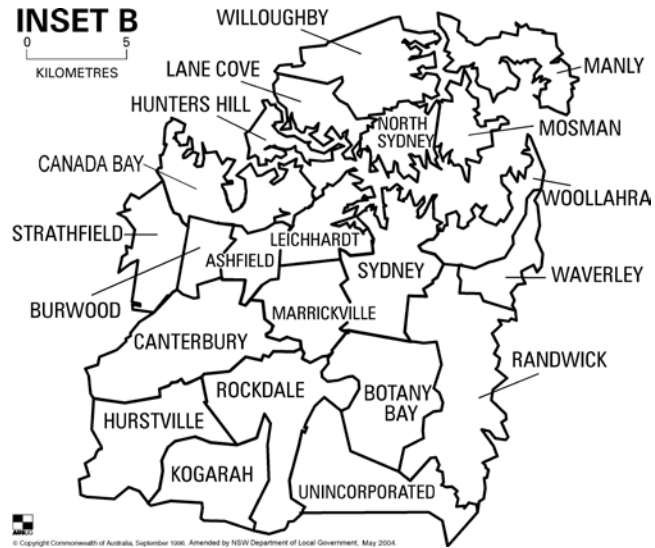 INSET B
0 5
KILOMETRES
WILLOUGHBY
LANE COVE
HUNTERS HILL
MANLY
NORTH
SYDNEY
MOSMAN
CANADA BAY
WOOLLAHRA
STRATHFIELD
LEICHHARDT
ASHFIELD
SYDNEY
WAVERLEY
BURWOOD
MARRICKVILLE
CANTERBURY
RANDWICK
ROCKDALE
BOTANY
BAY
HURSTVILLE
KOGARAH
UNINCORPORATED
© Copyright Commonwealth of Australia, September 1996. Amended by NSW Department of Local Government, May 2004.